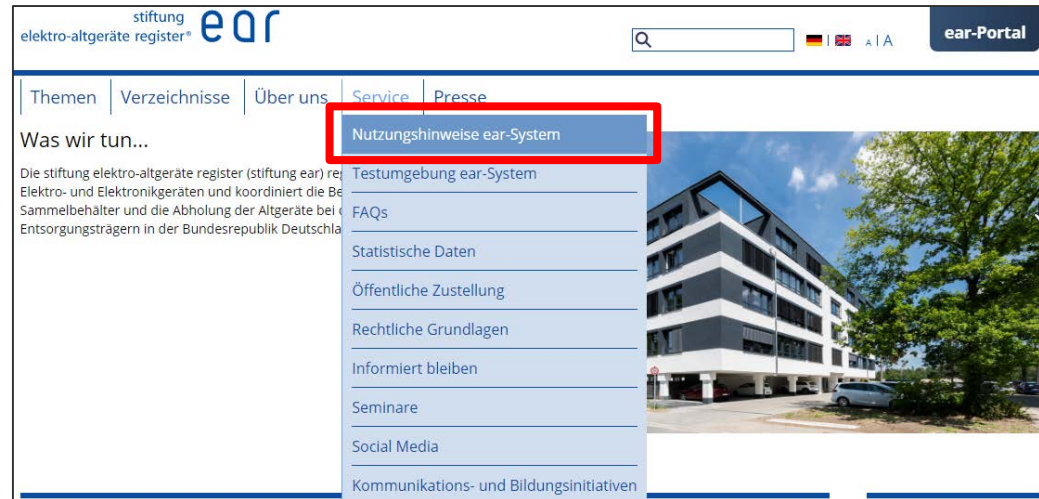 stiftung
elektro-altgeräte register® ear
A | A
ear-Portal
Themen Verzeichnisse Über uns Service Presse
Was wir tun...
Die stiftung elektro-altgeräte register (stiftung ear)
Elektro- und Elektronikgeräten und koordiniert die
Sammelbehälter und die Abholung der Altgeräte bei
Entsorgungsträgern in der Bundesrepublik
Nutzungshinweise ear-System
Testumgebung ear-System
FAQs
Statistische Daten
Öffentliche Zustellung
Rechtliche Grundlagen
Informiert bleiben
Seminare
Social Media
Kommunikations- und Bildungsinitiativen